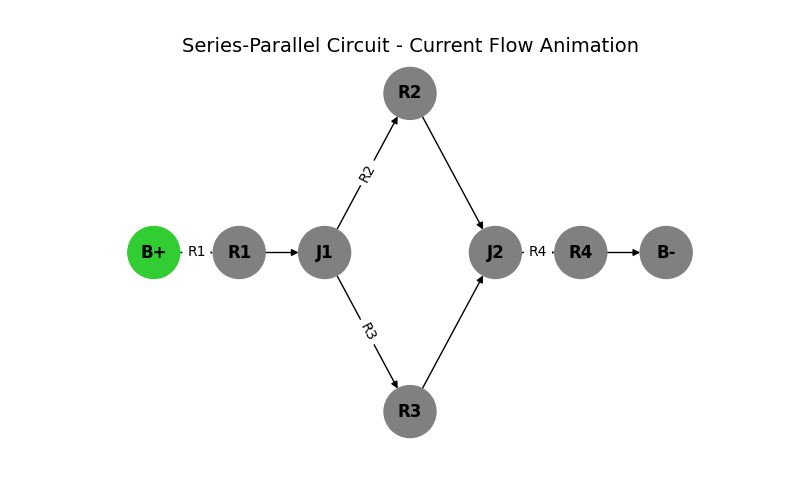 Series-Parallel Circuit - Current Flow Animation
R2
R2
B+ R1 R1 J1 J2 R4 R4 B-
R3
R3